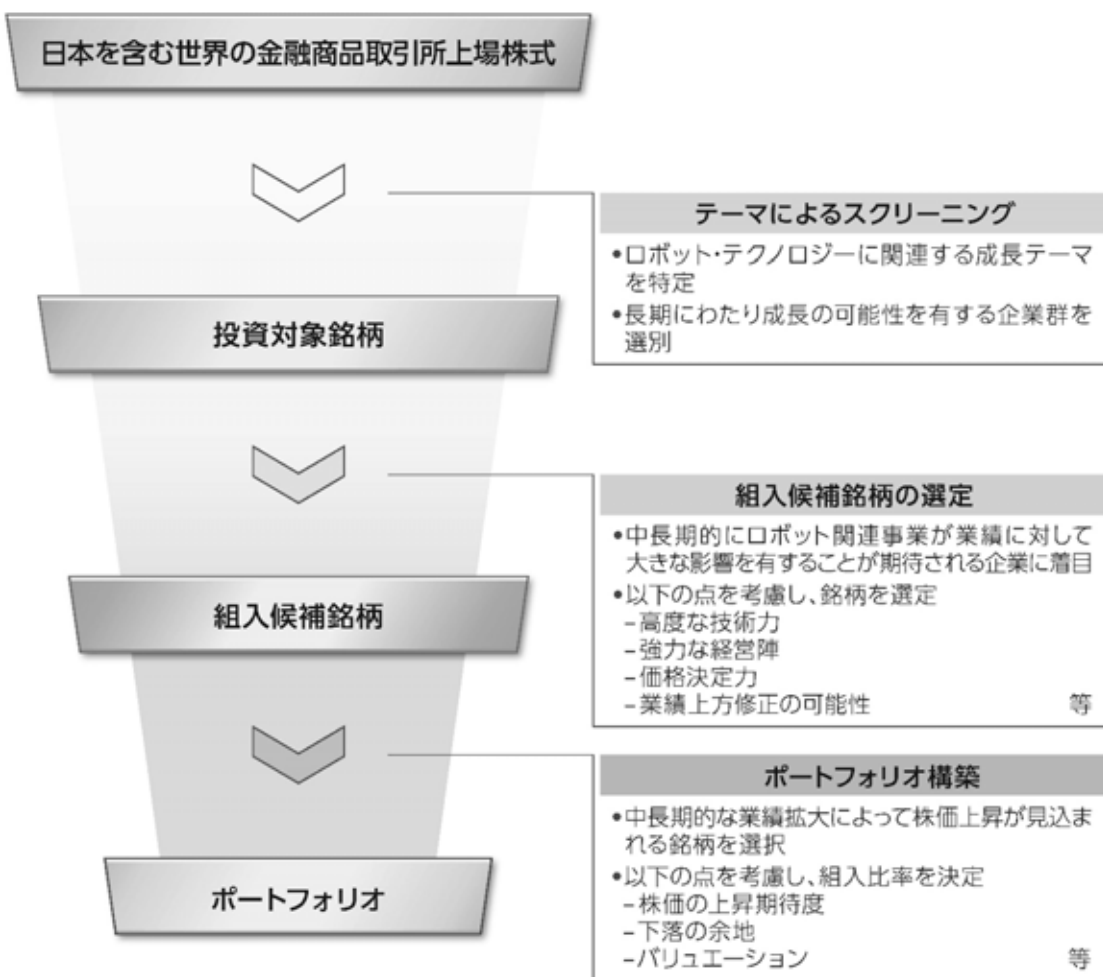 日本を含む世界の金融商品取引所上場株式
テーマによるスクリーニング
•ロボット・テクノロジーに関連する成長テーマ
を特定
•長期にわたり成長の可能性を有する企業群を
選別
投資対象銘柄
組入候補銘柄の選定
•中長期的にロボット関連事業が業績に対して
大きな影響を有することが期待される企業に着目
•以下の点を考慮し、銘柄を選定
–高度な技術力
–強力な経営陣
–価格決定力
–業績上方修正の可能性 等
組入候補銘柄
ポートフォリオ構築
•中長期的な業績拡大によって株価上昇が見込ま
れる銘柄を選択
•以下の点を考慮し、組入比率を決定
–株価の上昇期待度
–下落の余地
–バリュエーション 等
ポートフォリオ